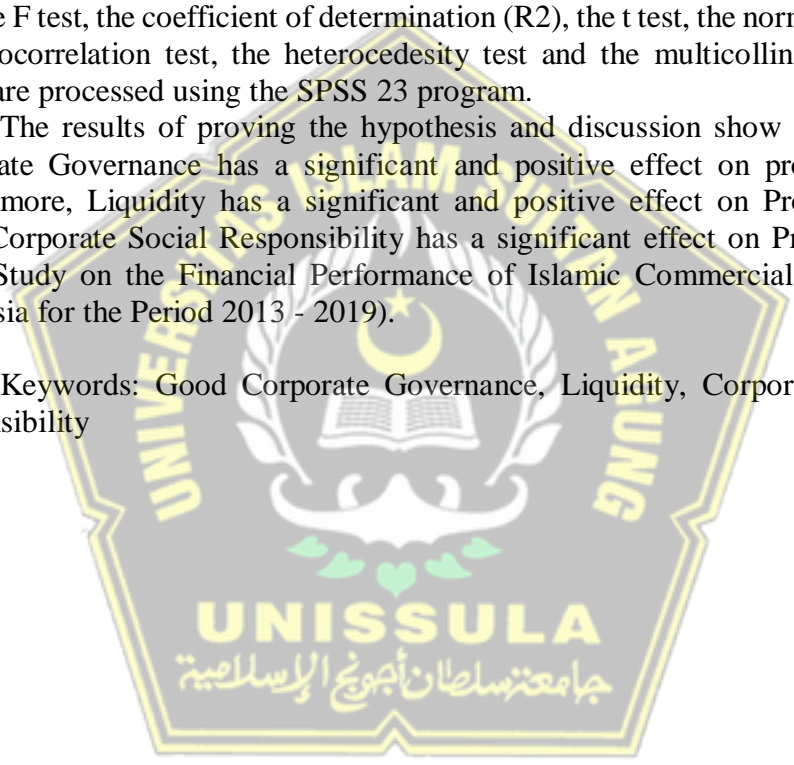 e F test, the coefficient of determination (R2), the t test, the norm
ocorrelation test, the heterocedesity test and the multicollin
are processed using the SPSS 23 program.
The results of proving the hypothesis and discussion show
ate Governance has a significant and positive effect on pro
more, Liquidity has a significant and positive effect on Pro
Corporate Social Responsibility has a significant effect on Pr
Study on the Financial Performance of Islamic Commercial
sia for the Period 2013 - 2019).
Keywords: Good Corporate Governance, Liquidity, Corpor
sibility
UNIVERSITAS ISLAM SULTAN AGUNG
UNISSULA
جامعة سلطان أجونج الإسلامية